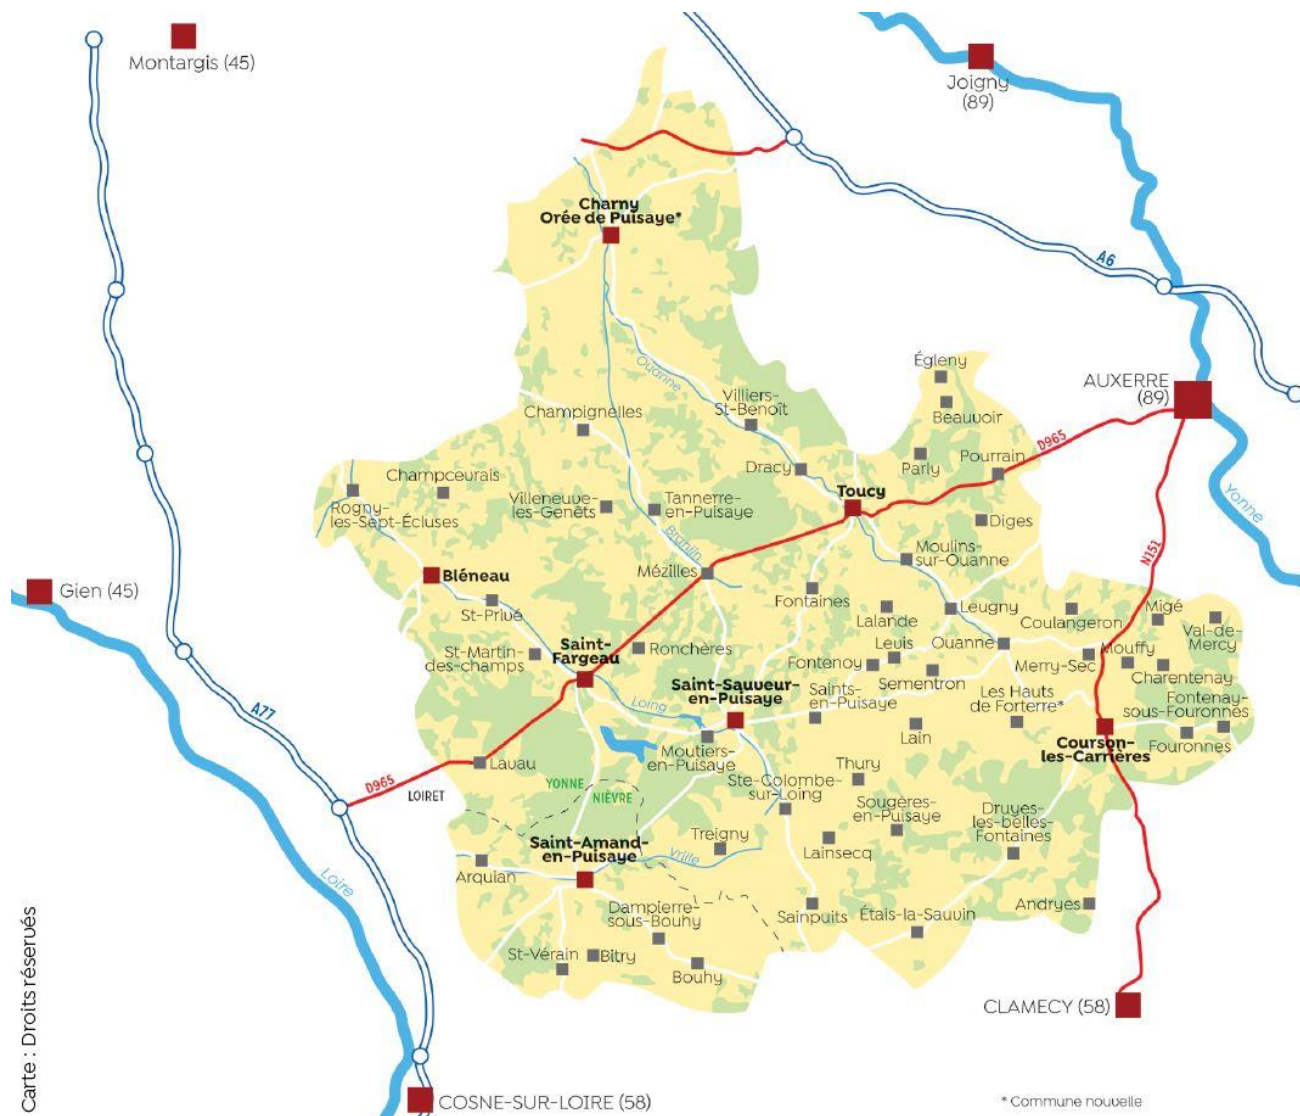 Montargis (45)
Joigny
(89)
Charny
Orée de Puisaye*
A6
Ouanne
Égleny
AUXERRE
(89)
Villiers-
St-Benoît
Champignelles
Beauvoir
D965
Parly
Pourrain
Dracy
Champcevrais
Rogny-
les-Sept-Écluses
Villeneuve-
les-Genêts
Tannerre-
en-Puisaye
Toucy
Yonne
Diges
Branlin
Moulins-
sur-Ouanne
N151
Gien (45)
Bléneau
Mézilles
St-Privé
Fontaines
Lalande
Leugny
Coulangeron
Migé
Val-de-
Mercy
St-Martin-
des-champs
Saint-
Fargeau
Ronchères
Levis
Ouanne
Fontenoy
Sementron
Merry-Sec
Mouffy
Charentenay
Saint-Sauveur-
en-Puisaye
Saints-
en-Puisaye
Les Hauts
de Forterre*
Fontenay-
sous-Fouronnes
Loing
A77
Lain
Courson-
les-Carrières
Fouronnes
Moutiers-
en-Puisaye
Lavau
D965
LOIRET
YONNE
NIÈVRE
Ste-Colombe-
sur-Loing
Thury
Sougères-
en-Puisaye
Druyes-
les-belles-
Fontaines
Saint-Amand-
en-Puisaye
Treigny
Vrille
Lainsecq
Arquian
Loire
Dampierre-
sous-Bouhy
Sainpuits
Étais-la-Sauvin
Andryes
St-Vérain
Bitry
Bouhy
CLAMECY (58)
COSNE-SUR-LOIRE (58)
* Commune nouvelle
Carte : Droits réservés